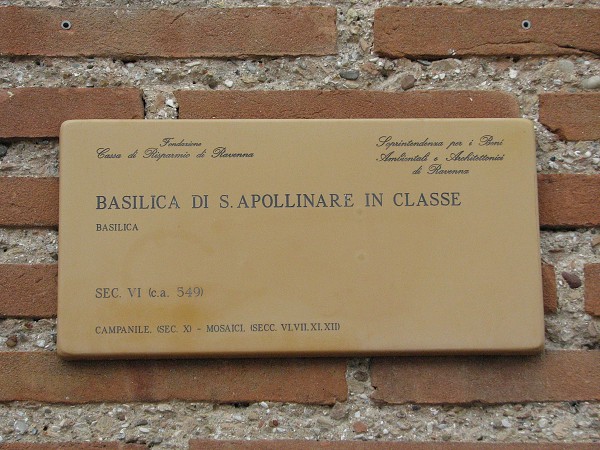 Fondazione
Cassa di Risparmio di Ravenna
Soprintendenza per i Beni
Ambientali e Architettonici
di Ravenna
BASILICA DI S. APOLLINARE IN CLASSE
BASILICA
SEC. VI (c.a. 549)
CAMPANILE. (SEC. X) - MOSAICI. (SECC. VI.VII.XI.XII)